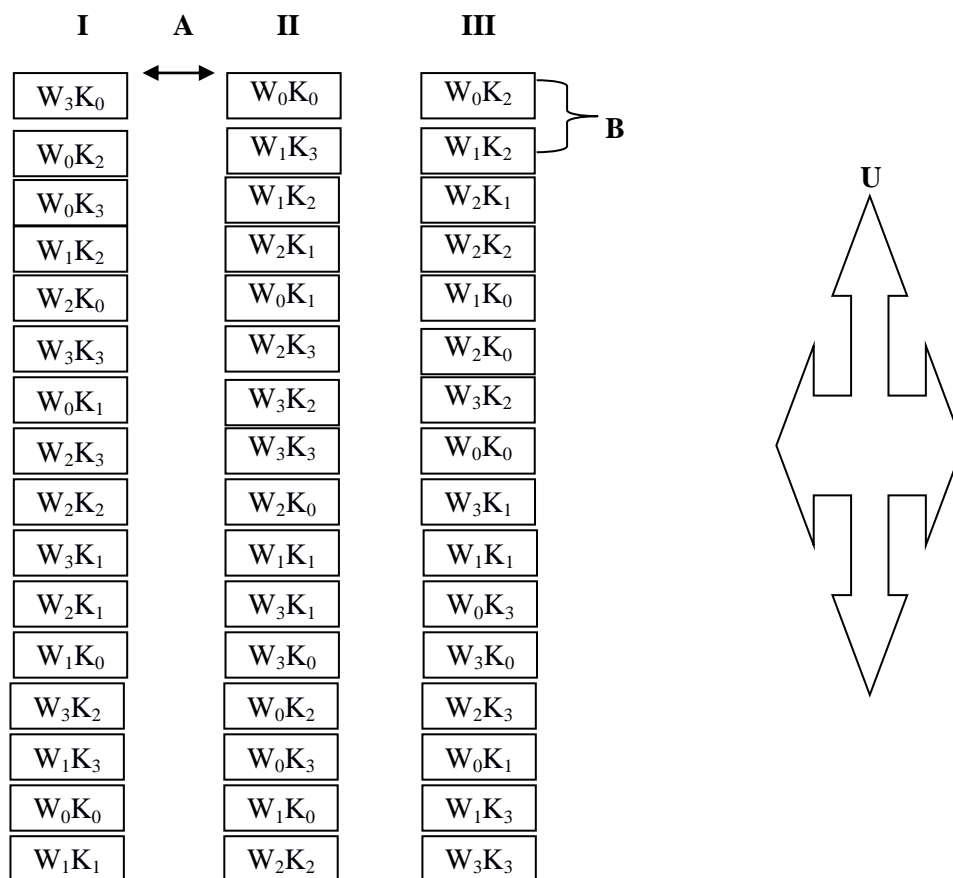 I A II III
W₃K₀ W₀K₀ W₀K₂
B
W₀K₂ W₁K₃ W₁K₂
U
W₀K₃ W₁K₂ W₂K₁
W₁K₂ W₂K₁ W₂K₂
W₂K₀ W₀K₁ W₁K₀
W₃K₃ W₂K₃ W₂K₀
W₀K₁ W₃K₂ W₃K₂
W₂K₃ W₃K₃ W₀K₀
W₂K₂ W₂K₀ W₃K₁
W₃K₁ W₁K₁ W₁K₁
W₂K₁ W₃K₁ W₀K₃
W₁K₀ W₃K₀ W₃K₀
W₃K₂ W₀K₂ W₂K₃
W₁K₃ W₀K₃ W₀K₁
W₀K₀ W₁K₀ W₁K₃
W₁K₁ W₂K₂ W₃K₃